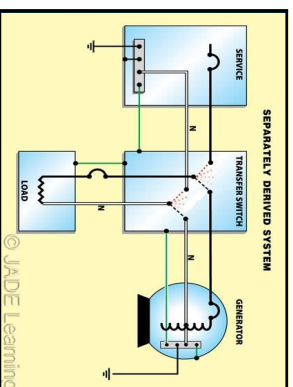 SEPARATELY DERIVED SYSTEM
SERVICE
TRANSFER SWITCH
GENERATOR
N
N
LOAD
N
© JADE Learning